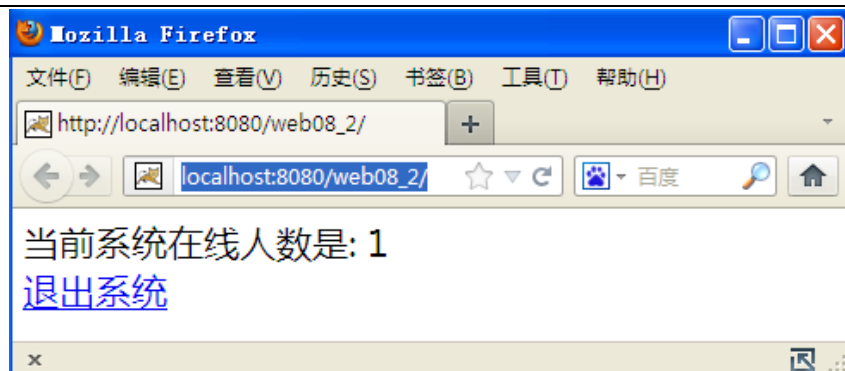 Mozilla Firefox
文件(F) 编辑(E) 查看(V) 历史(S) 书签(B) 工具(T) 帮助(H)
http://localhost:8080/web08_2/
localhost:8080/web08_2/ 百度
当前系统在线人数是: 1
退出系统